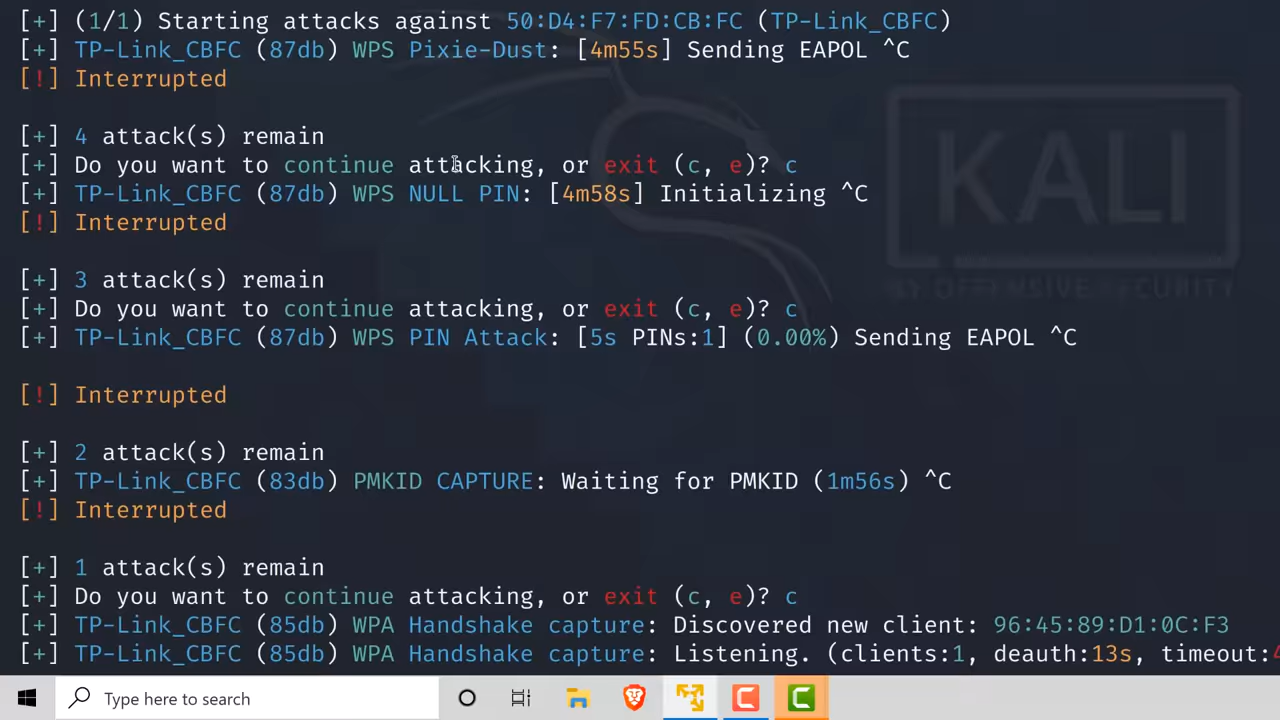 [+] (1/1) Starting attacks against 50:D4:F7:FD:CB:FC (TP-Link_CBFC)
[+] TP-Link_CBFC (87db) WPS Pixie-Dust: [4m55s] Sending EAPOL ^C
[!] Interrupted
[+] 4 attack(s) remain
[+] Do you want to continue attacking, or exit (c, e)? c
[+] TP-Link_CBFC (87db) WPS NULL PIN: [4m58s] Initializing ^C
[!] Interrupted
[+] 3 attack(s) remain
[+] Do you want to continue attacking, or exit (c, e)? c
[+] TP-Link_CBFC (87db) WPS PIN Attack: [5s PINs:1] (0.00%) Sending EAPOL ^C
[!] Interrupted
[+] 2 attack(s) remain
[+] TP-Link_CBFC (83db) PMKID CAPTURE: Waiting for PMKID (1m56s) ^C
[!] Interrupted
[+] 1 attack(s) remain
[+] Do you want to continue attacking, or exit (c, e)? c
[+] TP-Link_CBFC (85db) WPA Handshake capture: Discovered new client: 96:45:89:D1:0C:F3
[+] TP-Link_CBFC (85db) WPA Handshake capture: Listening. (clients:1, deauth:13s, timeout:
KALI
BY OFFENSIVE SECURITY
Type here to search